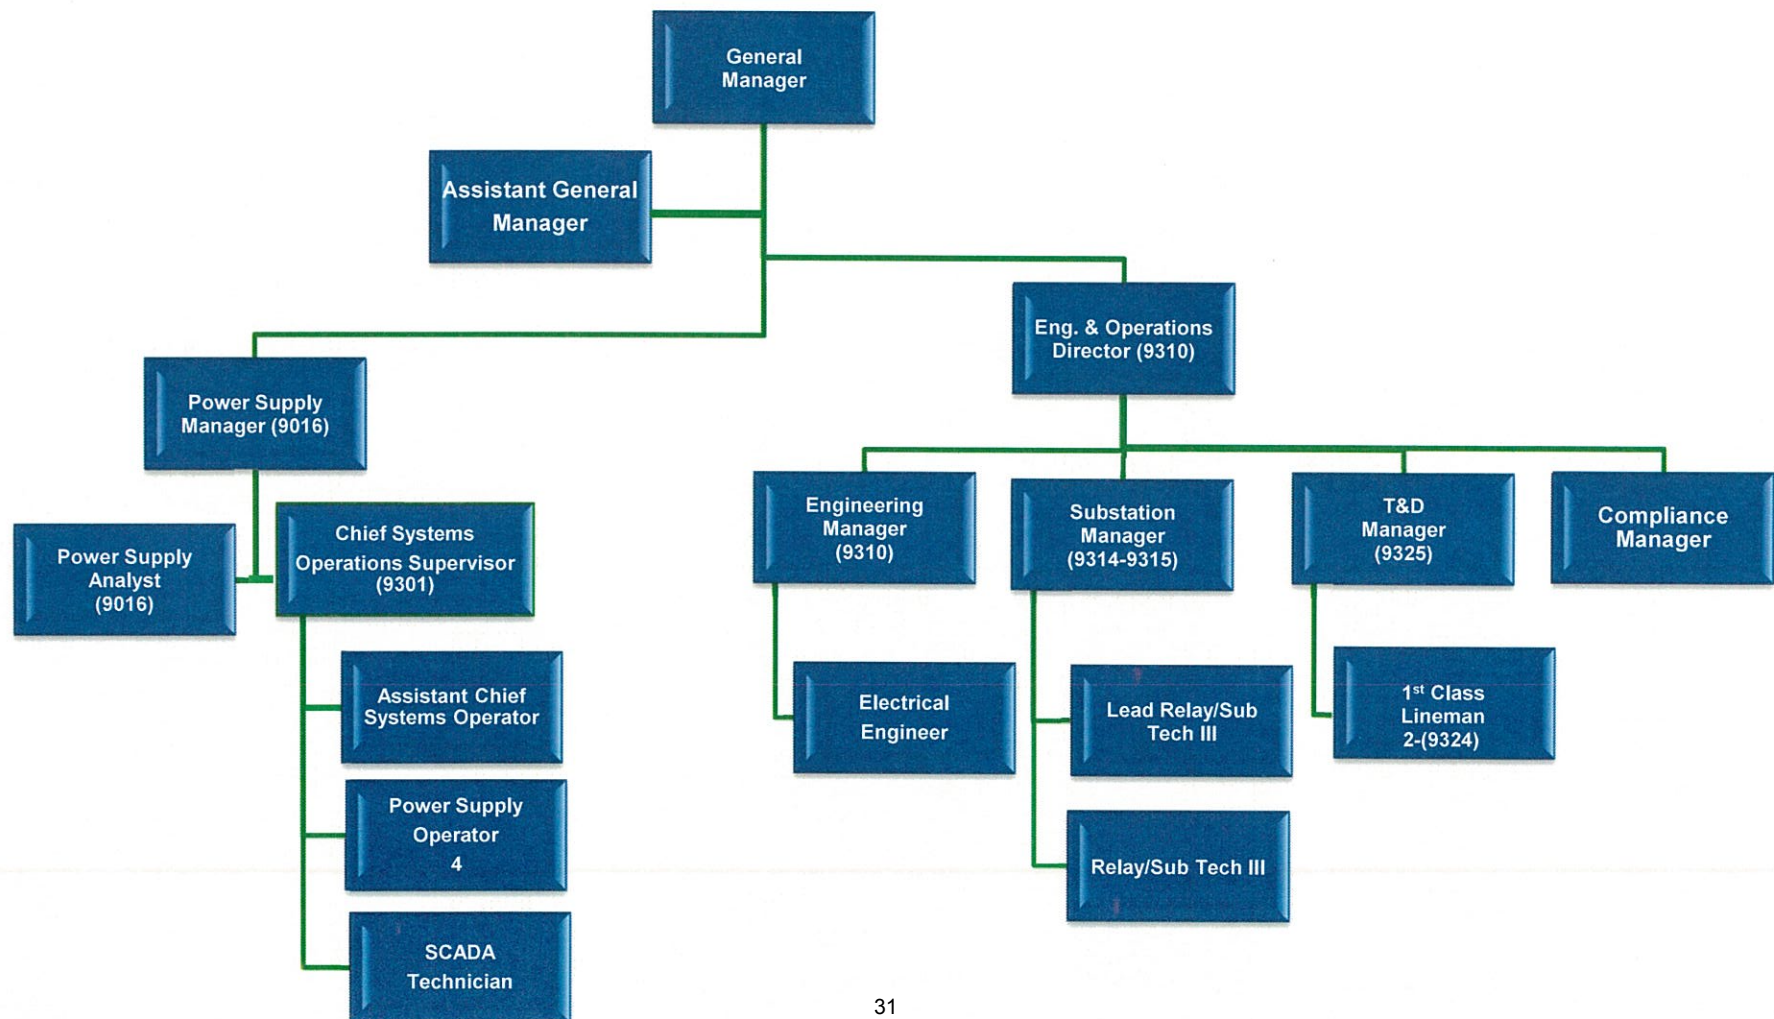 General
Manager
Assistant General
Manager
Eng. & Operations
Director (9310)
Power Supply
Manager (9016)
Engineering
Manager
(9310)
Substation
Manager
(9314-9315)
T&D
Manager
(9325)
Compliance
Manager
Power Supply
Analyst
(9016)
Chief Systems
Operations Supervisor
(9301)
Assistant Chief
Systems Operator
Electrical
Engineer
Lead Relay/Sub
Tech III
1st Class
Lineman
2-(9324)
Power Supply
Operator
4
Relay/Sub Tech III
SCADA
Technician
31